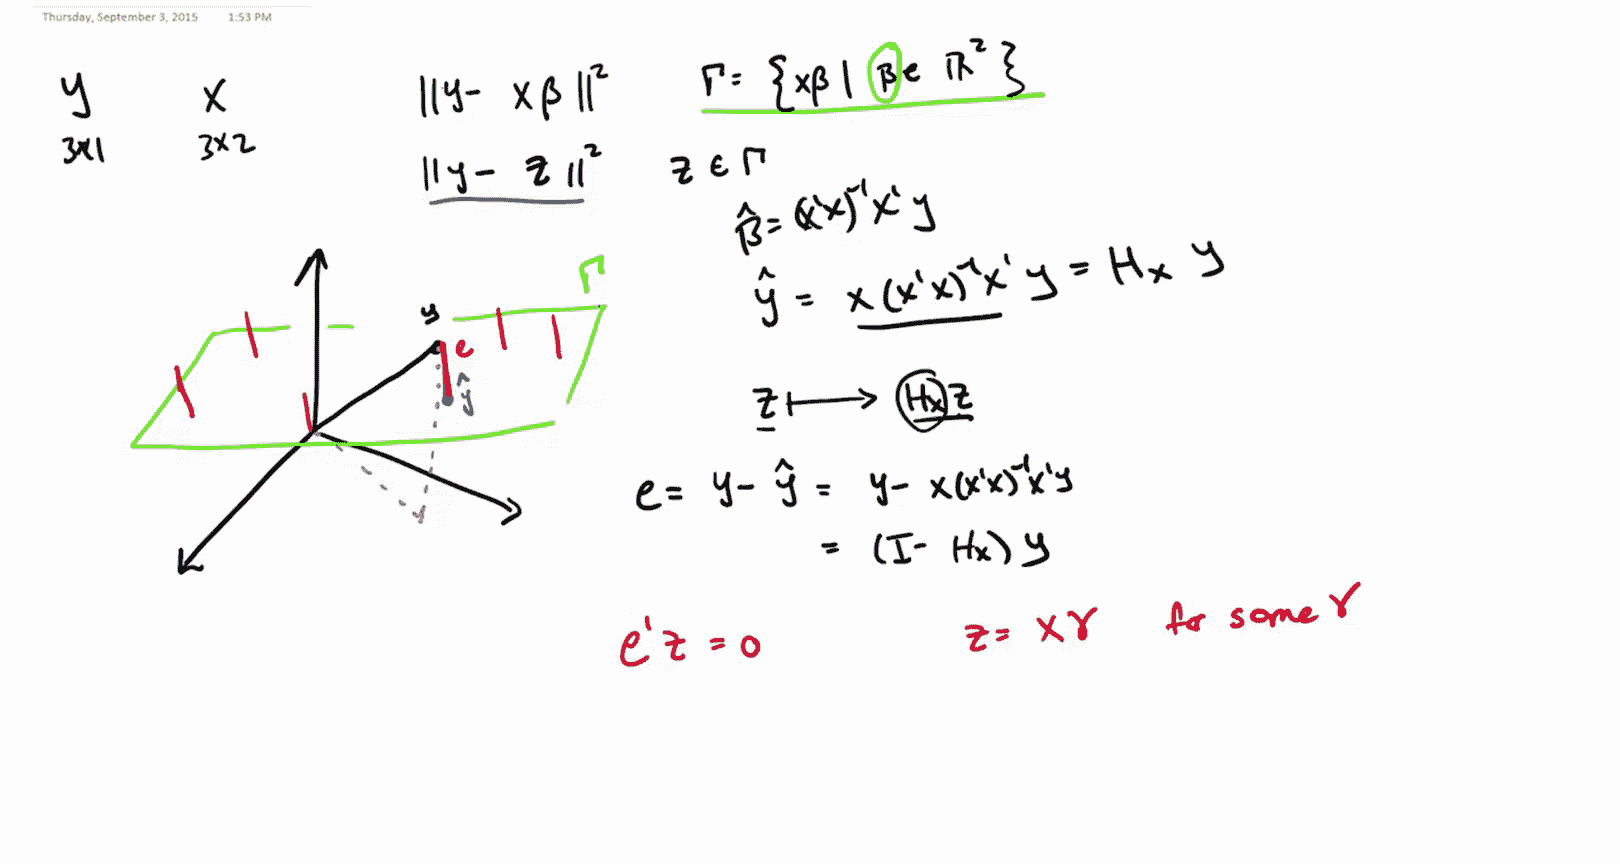 Thursday, September 3, 2015 1:53 PM
y x ||y- xβ||² Γ= {xβ | β ∈ ℝ²}
3x1 3x2
||y- z||² z ∈ Γ
β̂= (x'x)⁻¹x'y
ŷ = x(x'x)⁻¹x'y = Hₓ y
Γ
y
e
ŷ
z ↦ Hₓz
e= y- ŷ = y- x(x'x)⁻¹x'y
= (I- Hₓ) y
e'z = 0 z= xγ for some γ